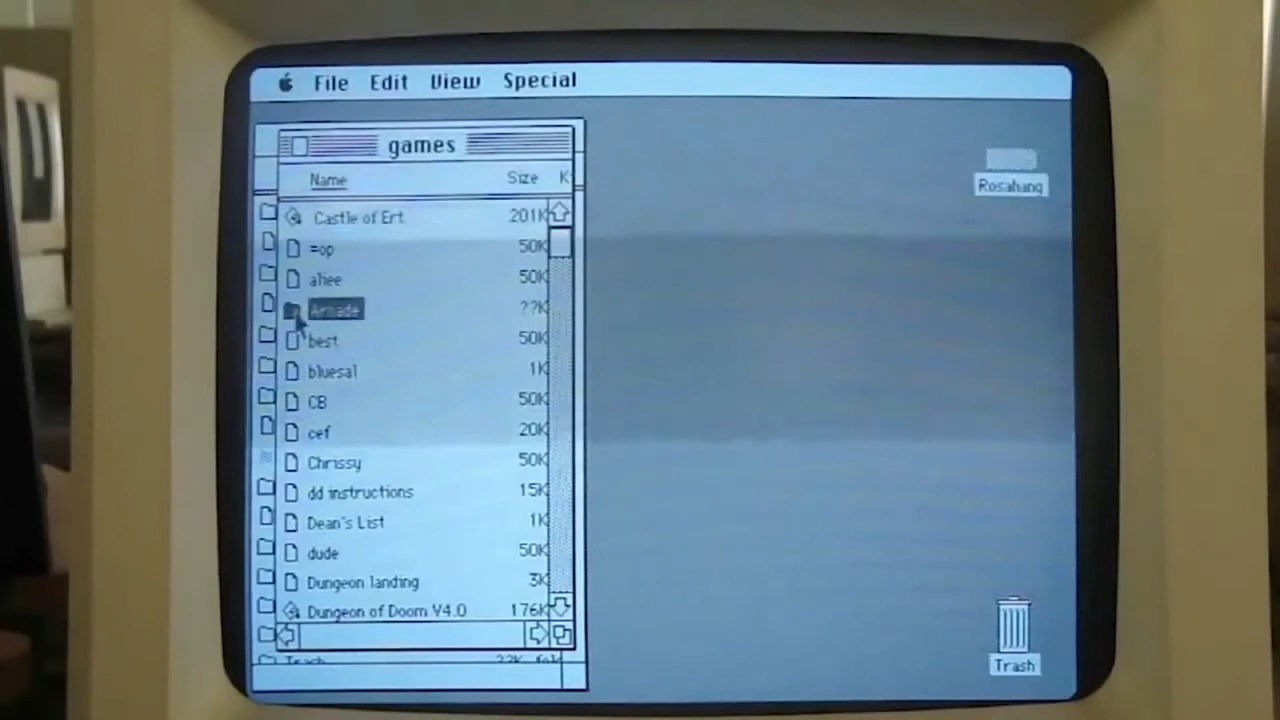 File Edit View Special
games
Name Size K
Castle of Ert 201K
=op 50K
50K
Arcade ??K
best 50K
bluesal 1K
CB 50K
cef 20K
Chrissy 50K
dd instructions 15K
Dean's List 1K
dude 50K
Dungeon landing 3K
Dungeon of Doom V4.0 176K
Rosahang
Trash